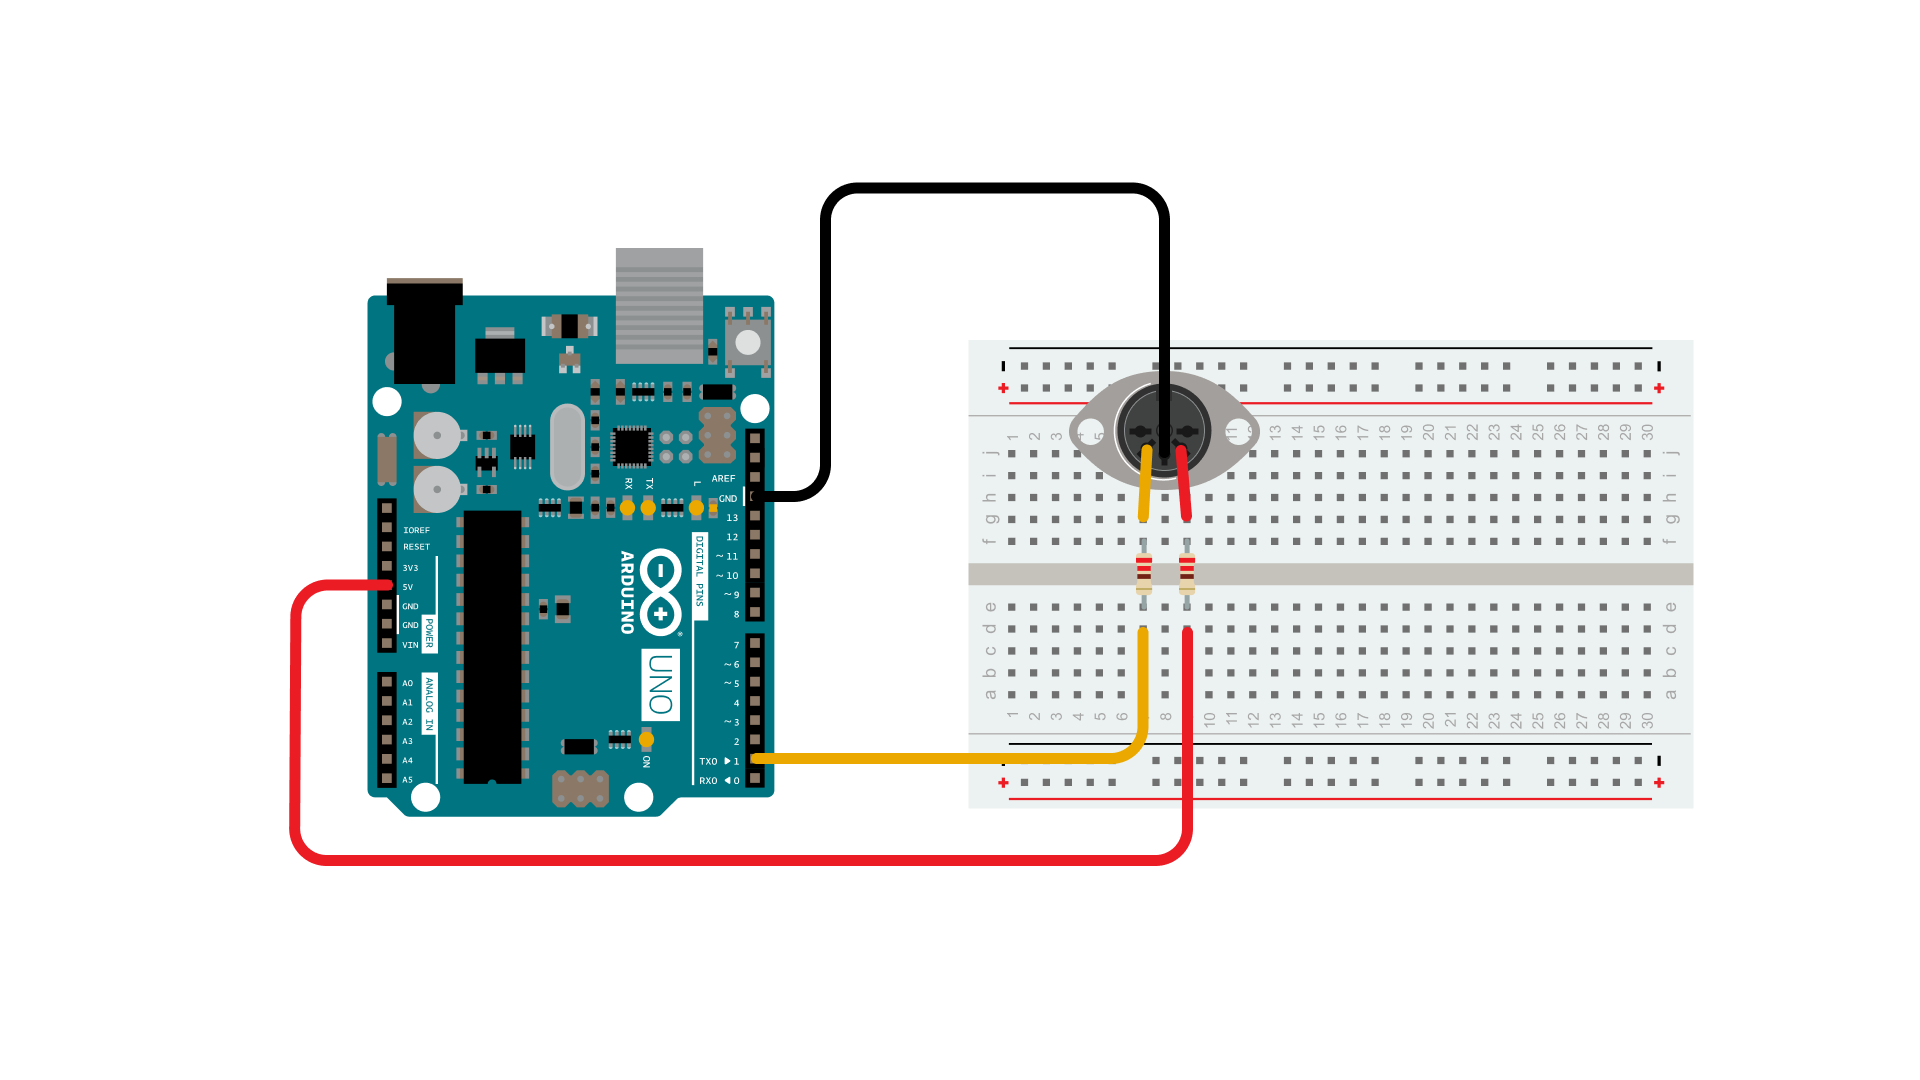 RX
TX
L
AREF
GND
13
12
~ 11
~ 10
~ 9
8
7
~ 6
~ 5
4
~ 3
2
TXO ▶ 1
RXO ◀ 0
IOREF
RESET
3V3
5V
GND
GND
VIN
POWER
A0
A1
A2
A3
A4
A5
ANALOG IN
DIGITAL PINS
ARDUINO
®
UNO
ON
- +
1 2 3 4 5 11 13 14 15 16 17 18 19 20 21 22 23 24 25 26 27 28 29 30
j j
i i
h h
g g
f f
e e
d d
c c
b b
a a
1 2 3 4 5 6 8 10 11 12 13 14 15 16 17 18 19 20 21 22 23 24 25 26 27 28 29 30